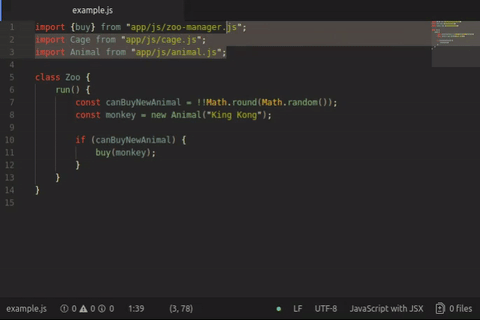 example.js
1 import {buy} from "app/js/zoo-manager.js";
2 import Cage from "app/js/cage.js";
3 import Animal from "app/js/animal.js";
4
5 class Zoo {
6 run() {
7 const canBuyNewAnimal = !!Math.round(Math.random());
8 const monkey = new Animal("King Kong");
9
10 if (canBuyNewAnimal) {
11 buy(monkey);
12 }
13 }
14 }
15
example.js 0 0 0 1:39 (3, 78) LF UTF-8 JavaScript with JSX 0 files